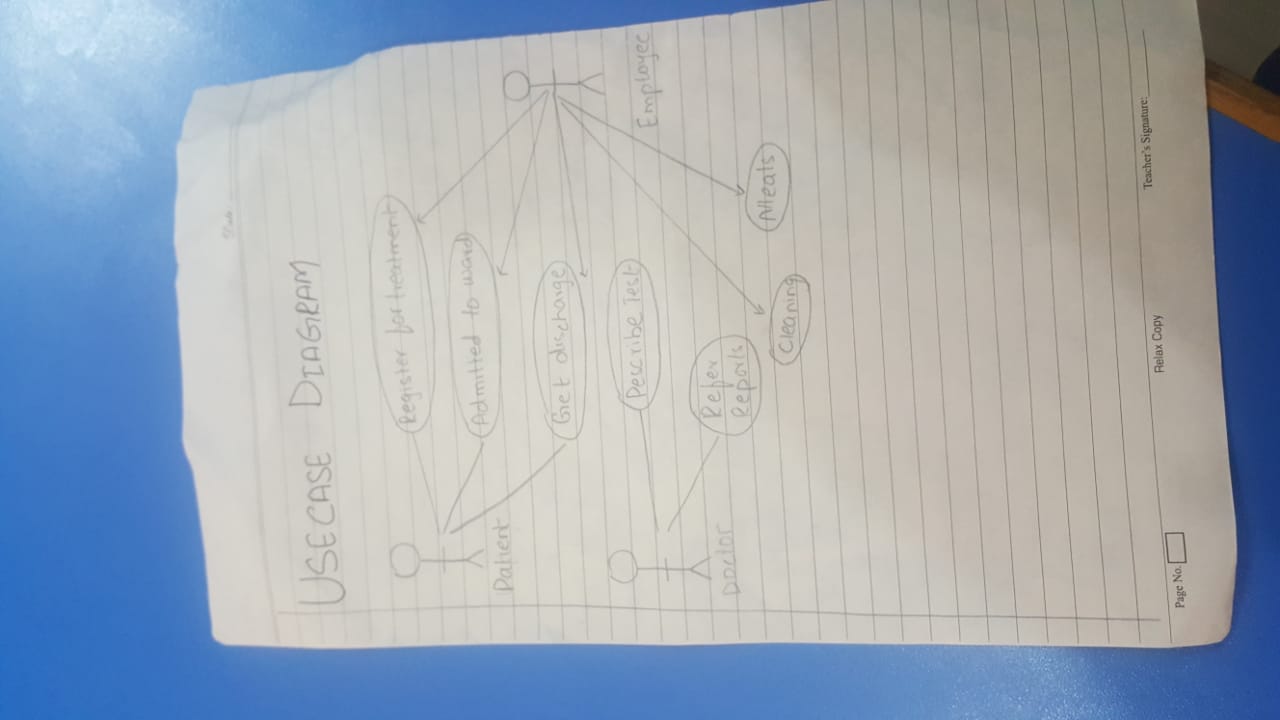 USECASE DIAGRAM
Register for treatment
Admitted to ward
Get discharge
Patient
Employee
Describe Test
Refer
Reports
Doctor
Meals
Cleaning
Page No.
Relax Copy
Teacher's Signature: